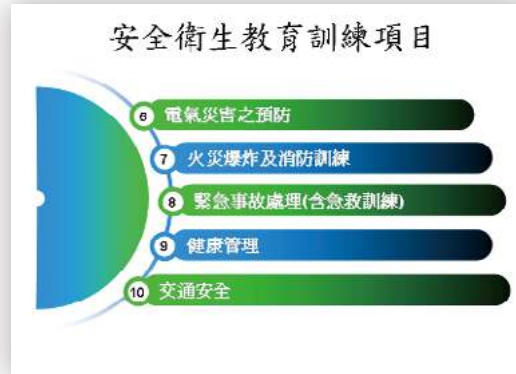 安全衛生教育訓練項目
6 電氣災害之預防
7 火災爆炸及消防訓練
8 緊急事故處理(含急救訓練)
9 健康管理
10 交通安全